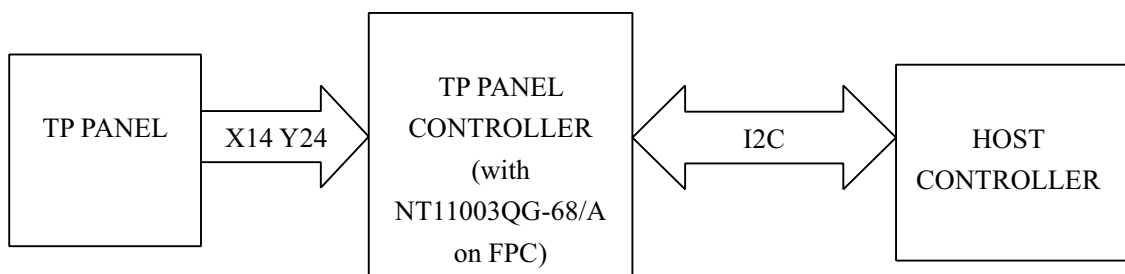 TP PANEL
X14 Y24
TP PANEL
CONTROLLER
(with
NT11003QG-68/A
on FPC)
I2C
HOST
CONTROLLER